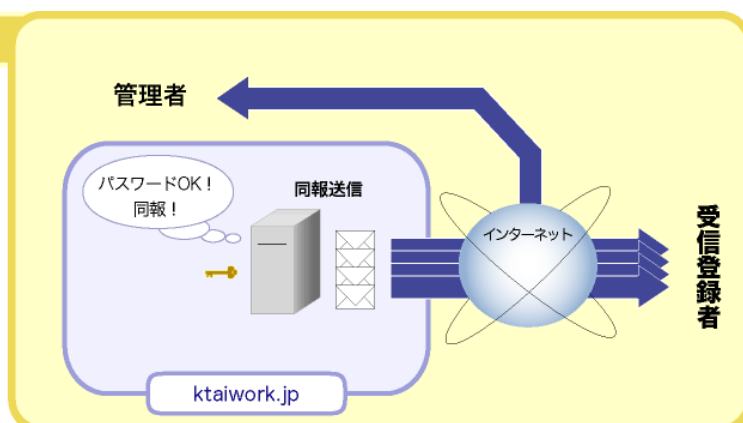 管理者
パスワードOK！
同報！
同報送信
インターネット
受信登録者
ktaiwork.jp